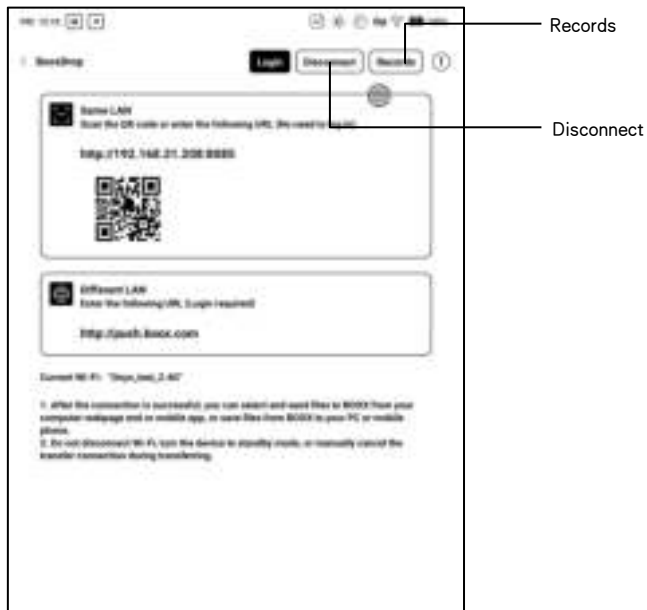 Records
BooxDrop
Login Disconnect Records
Same LAN
Scan the QR code or enter the following URL (No need to log in)
Disconnect
http://192.168.21.208:8085
Different LAN
Enter the following URL (Login required)
http://push.boox.com
Current Wi-Fi:
1. After the connection is successful, you can select and send files to BOOX from your
computer webpage end or mobile app, or save files from BOOX to your PC or mobile
phone.
2. Do not disconnect Wi-Fi, turn the device to standby mode, or manually cancel the
transfer connection during transferring.